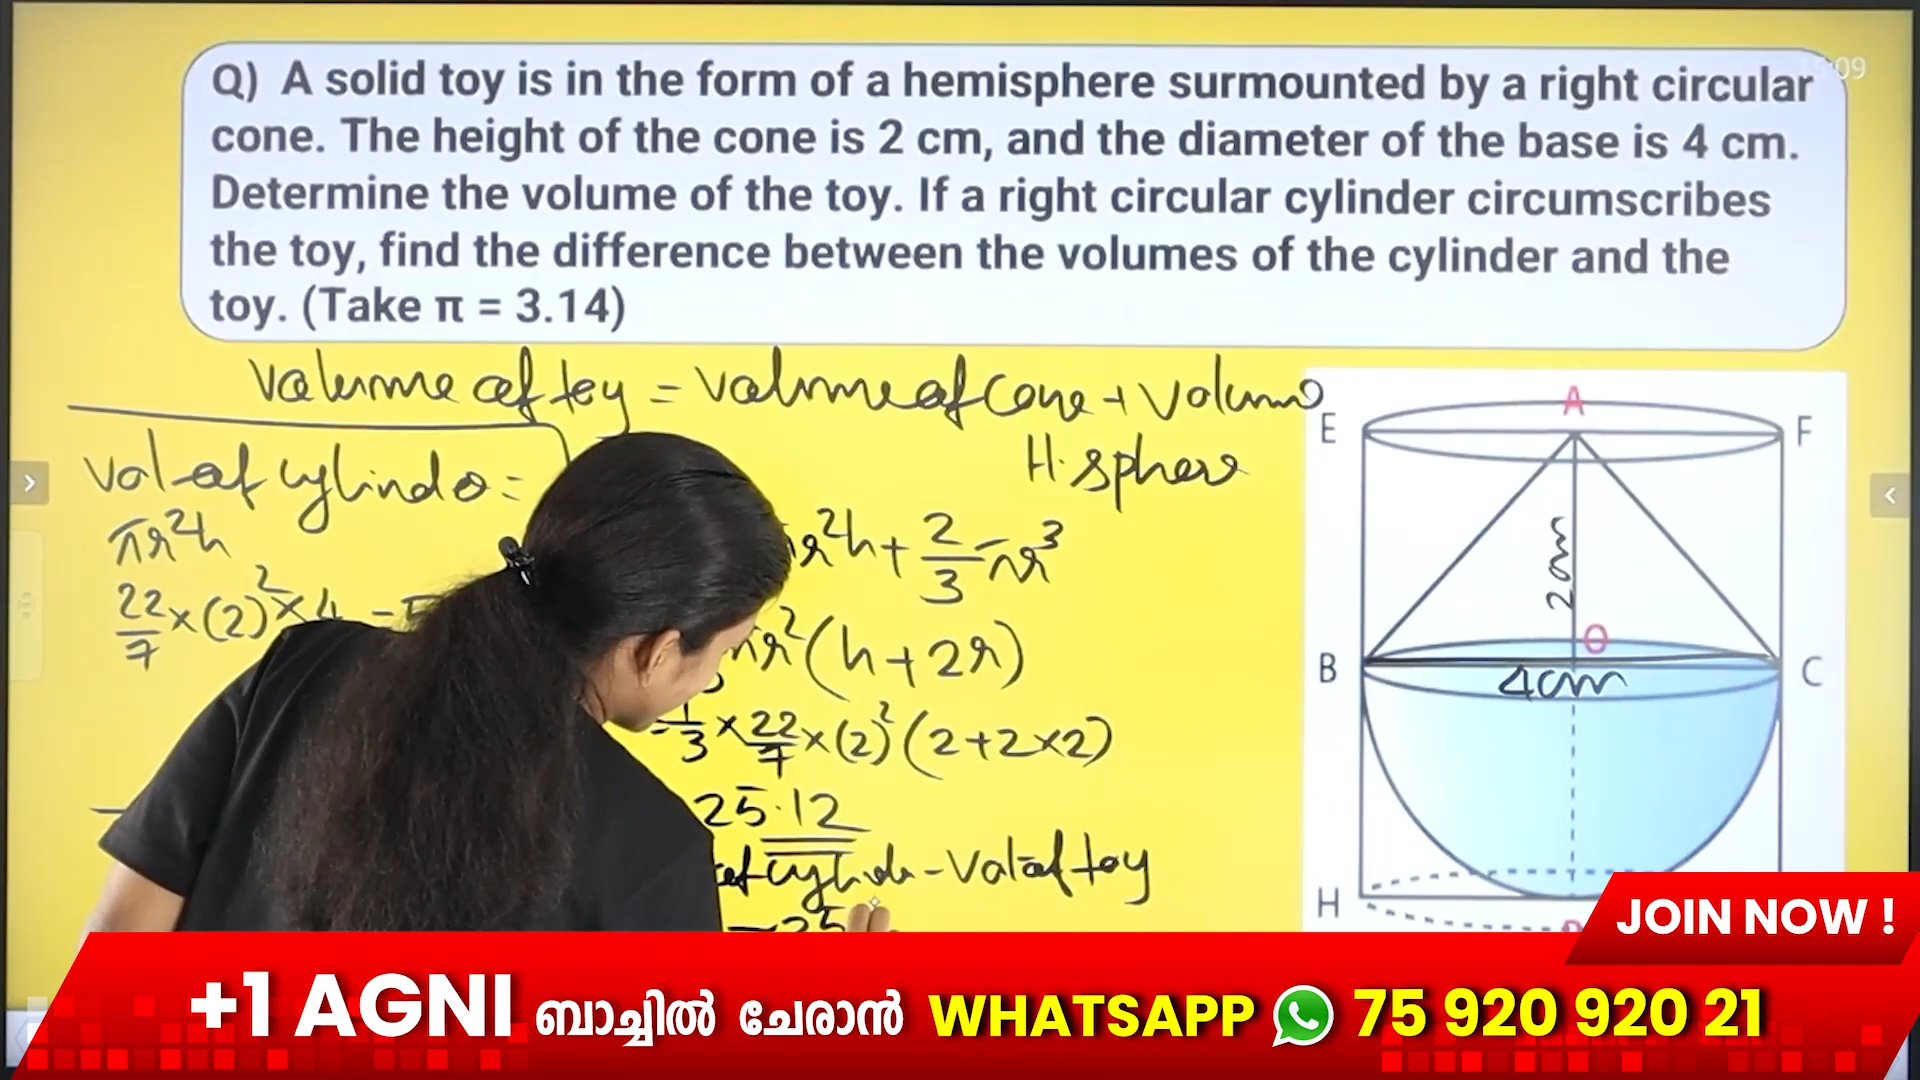 Q) A solid toy is in the form of a hemisphere surmounted by a right circular
cone. The height of the cone is 2 cm, and the diameter of the base is 4 cm.
Determine the volume of the toy. If a right circular cylinder circumscribes
the toy, find the difference between the volumes of the cylinder and the
toy. (Take π = 3.14)
09
Volume of toy = Volume of Cone + Volume
H.sphere
Vol of cylinder =
πr²h
22/7 × (2)² × 4 =
πr²h + 2/3 πr³
πr² (h + 2r)
= 1/3 × 22/7 × (2)² (2+2×2)
25.12
of cylinde - Vol of toy
A
E
F
2cm
O
B
C
4cm
H
JOIN NOW !
+1 AGNI ബാച്ചിൽ ചേരാൻ WHATSAPP 75 920 920 21